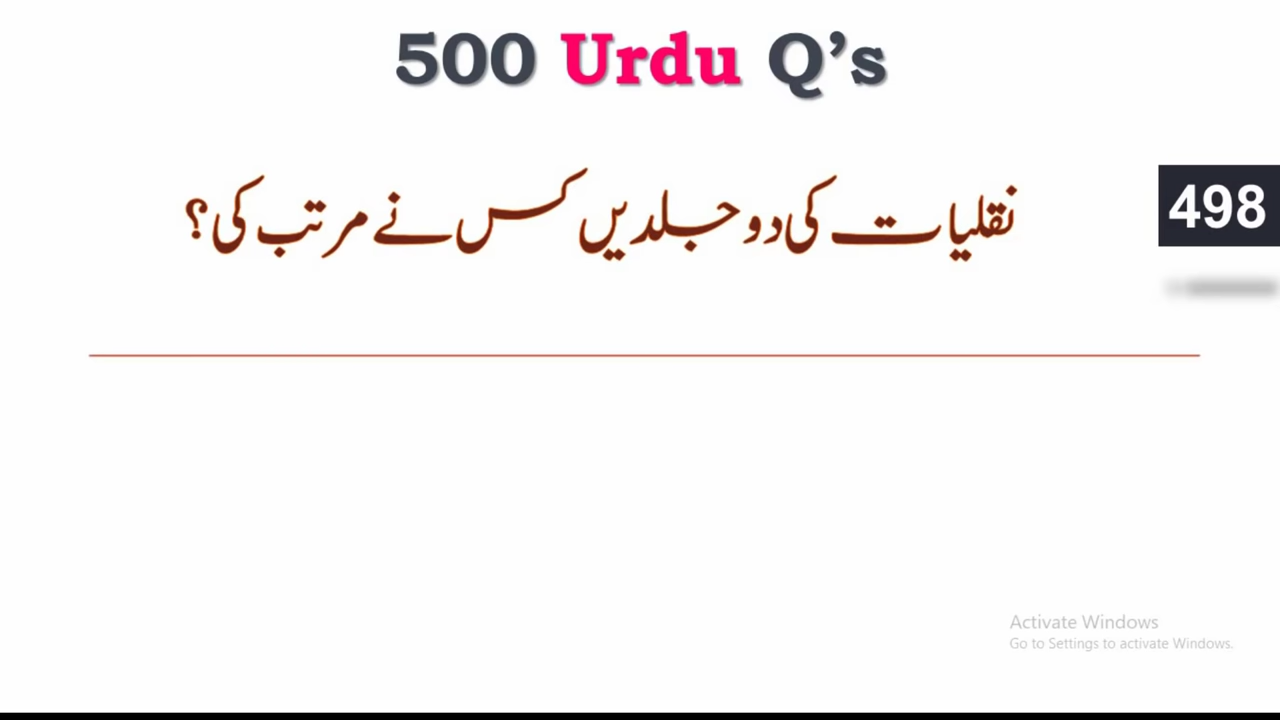 500 Urdu Q’s
نقلیات کی دو جلدیں کس نے مرتب کی؟
498
Activate Windows
Go to Settings to activate Windows.